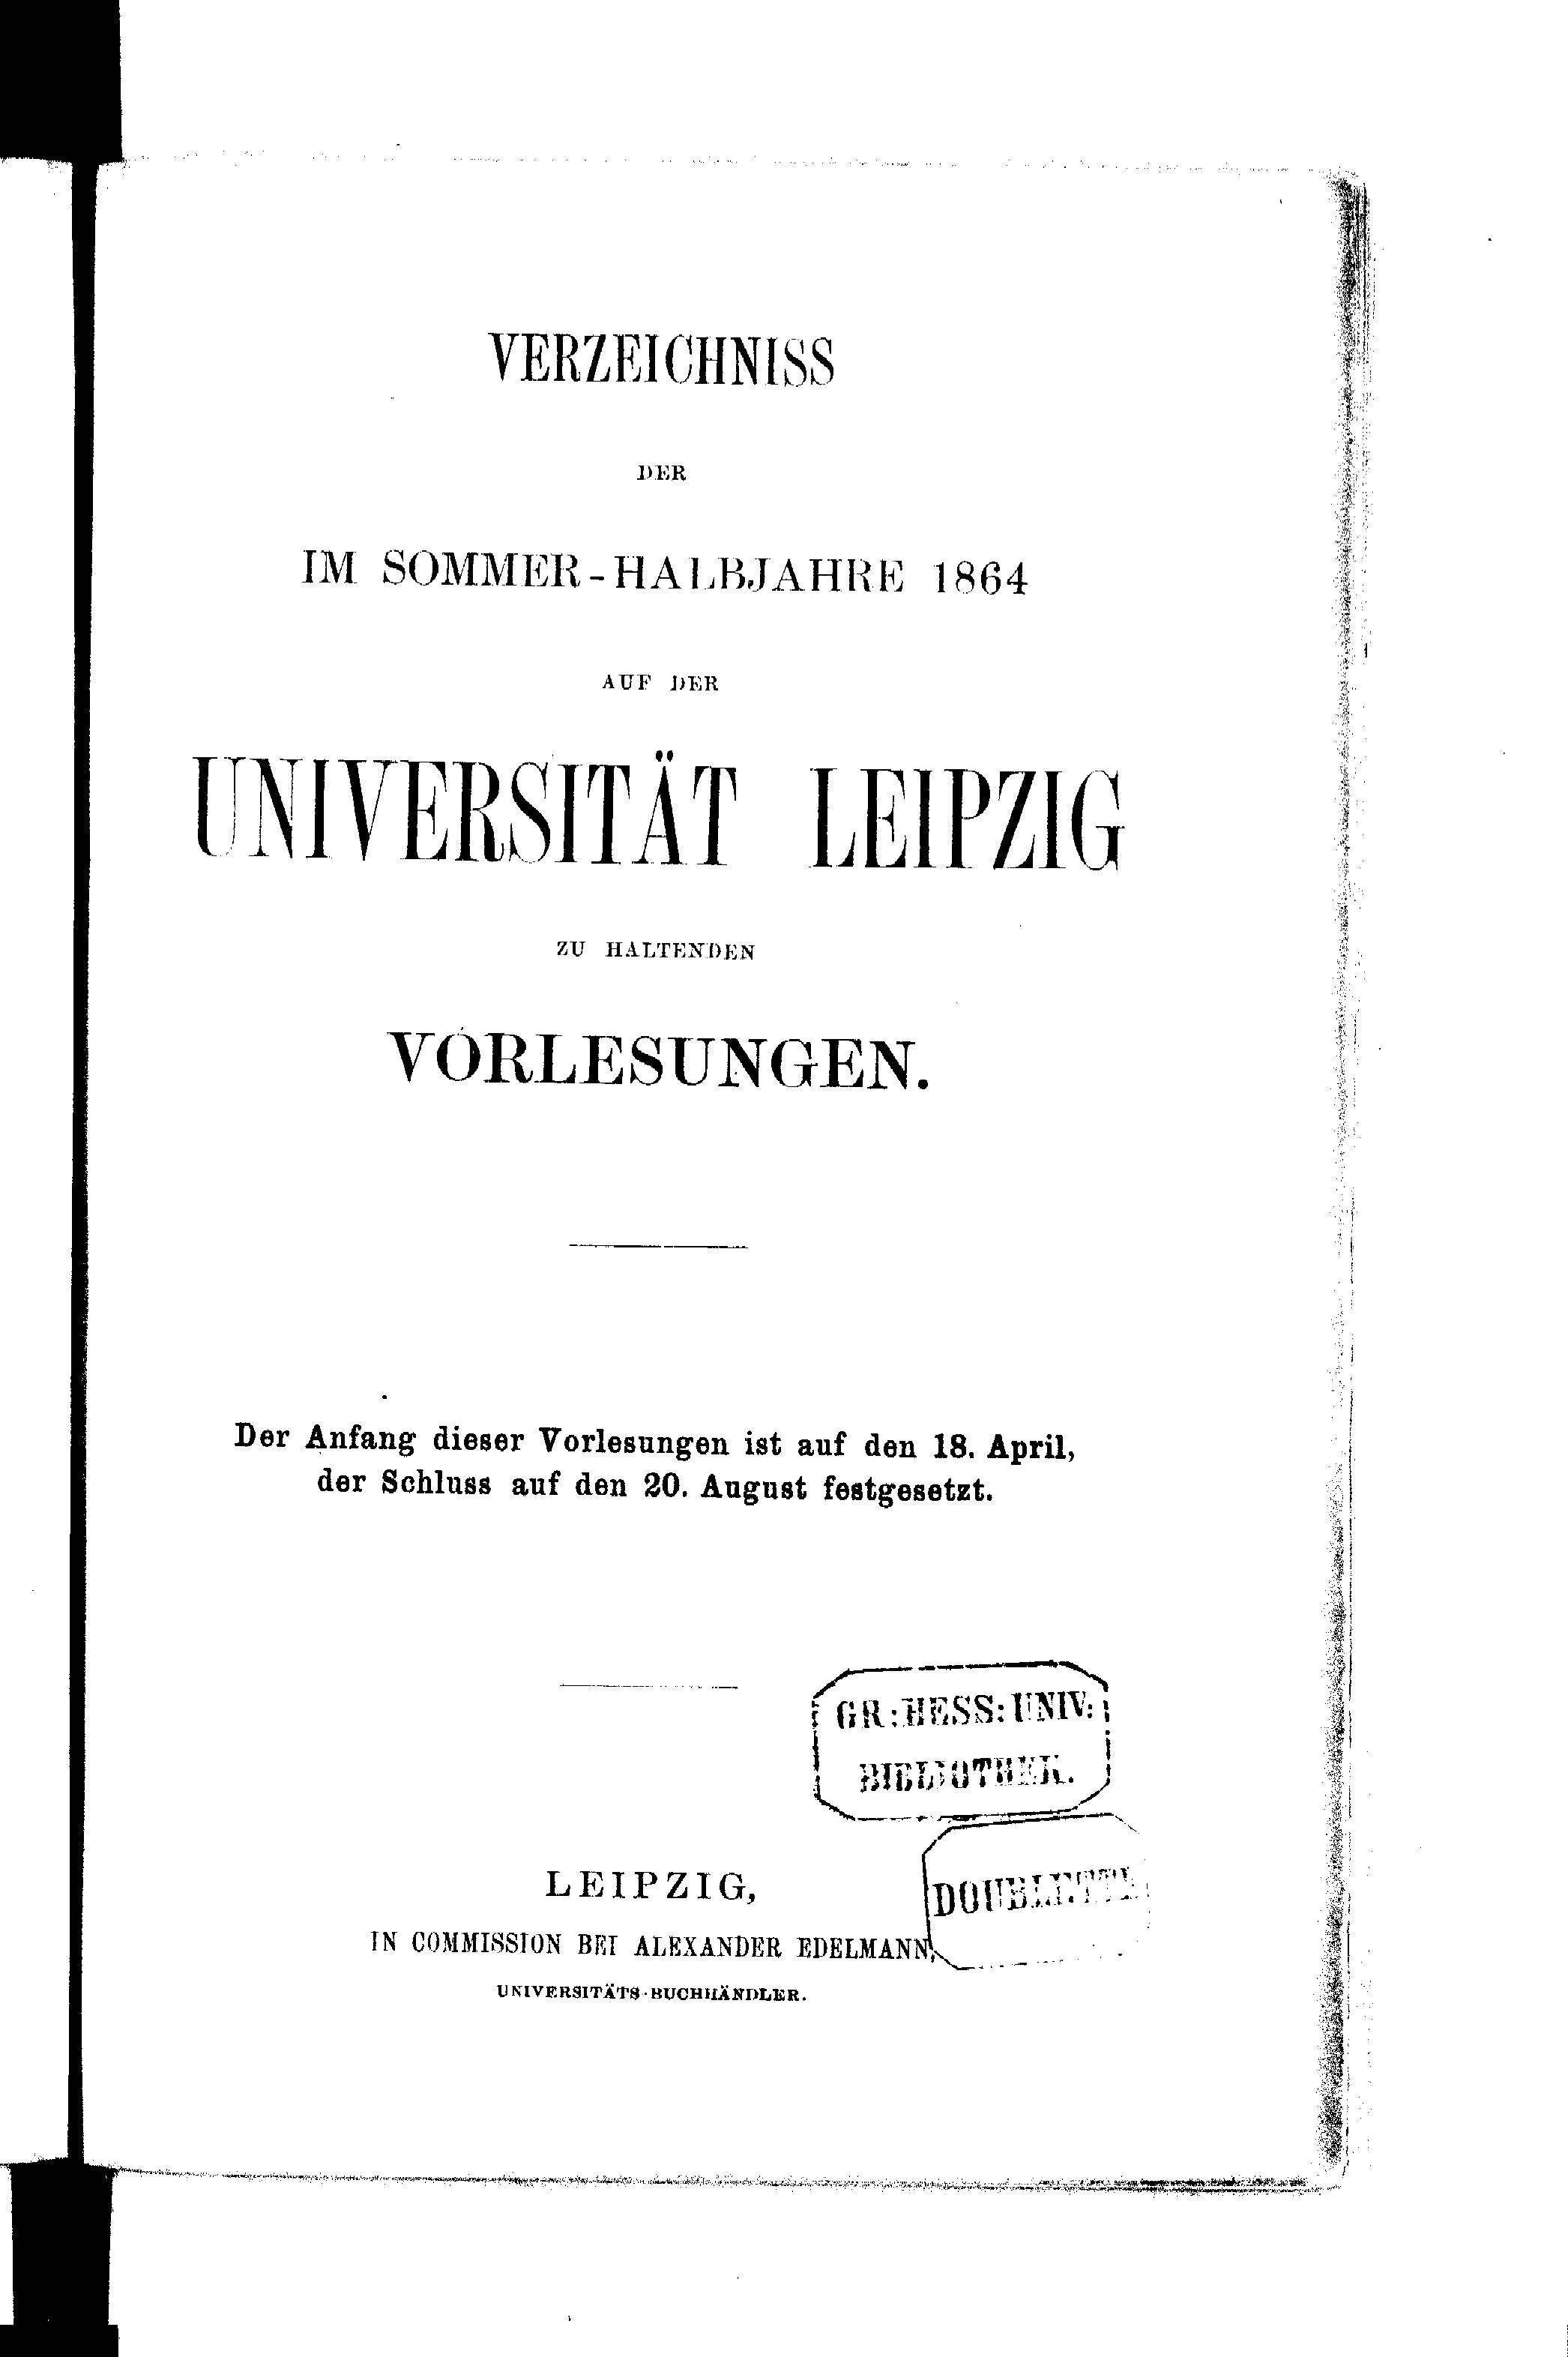 VERZEICHNISS
DER
IM SOMMER-HALBJAHRE 1864
AUF DER
UNIVERSITÄT LEIPZIG
ZU HALTENDEN
VORLESUNGEN.
Der Anfang dieser Vorlesungen ist auf den 18. April,
der Schluss auf den 20. August festgesetzt.
GR:HESS:UNIV:
BIBLIOTHEK.
DOUBLETTE
LEIPZIG,
IN COMMISSION BEI ALEXANDER EDELMANN,
UNIVERSITÄTS-BUCHHÄNDLER.